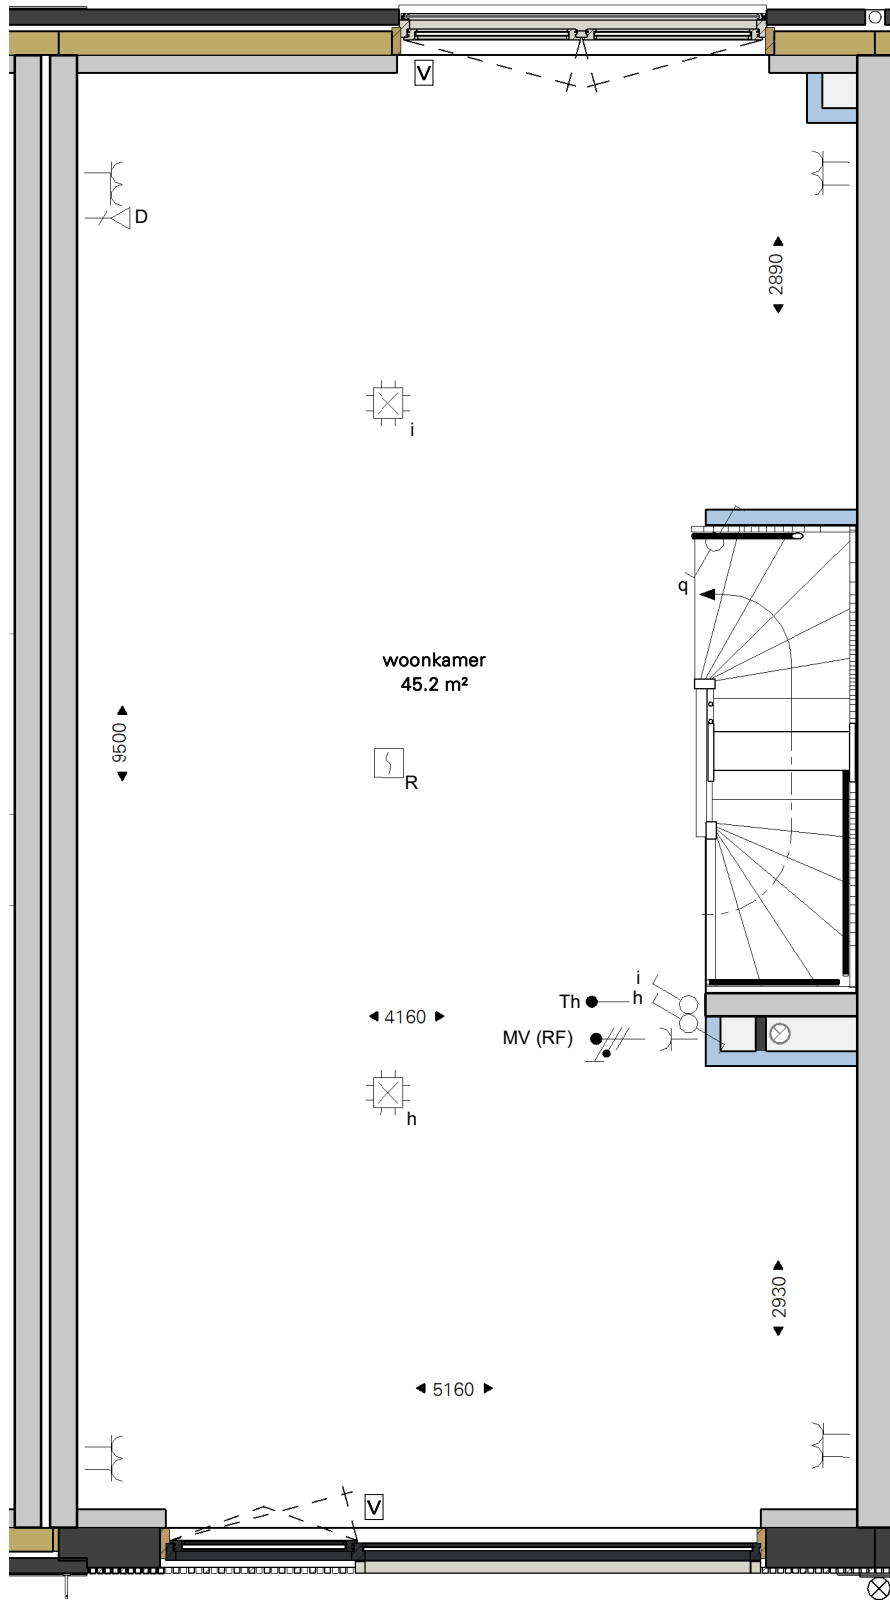 V
D
2890
i
q
woonkamer
45.2 m²
9500
R
i
Th
h
4160
MV (RF)
h
2930
5160
V